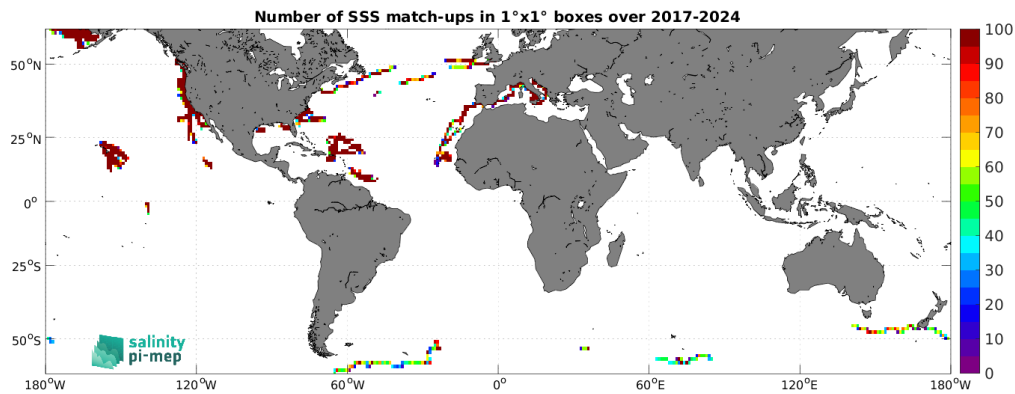 Number of SSS match-ups in 1°x1° boxes over 2017-2024
100
90
80
70
60
50
40
30
20
10
0
50°N
25°N
0°
25°S
50°S
salinity
pi-mep
180°W
120°W
60°W
0°
60°E
120°E
180°W